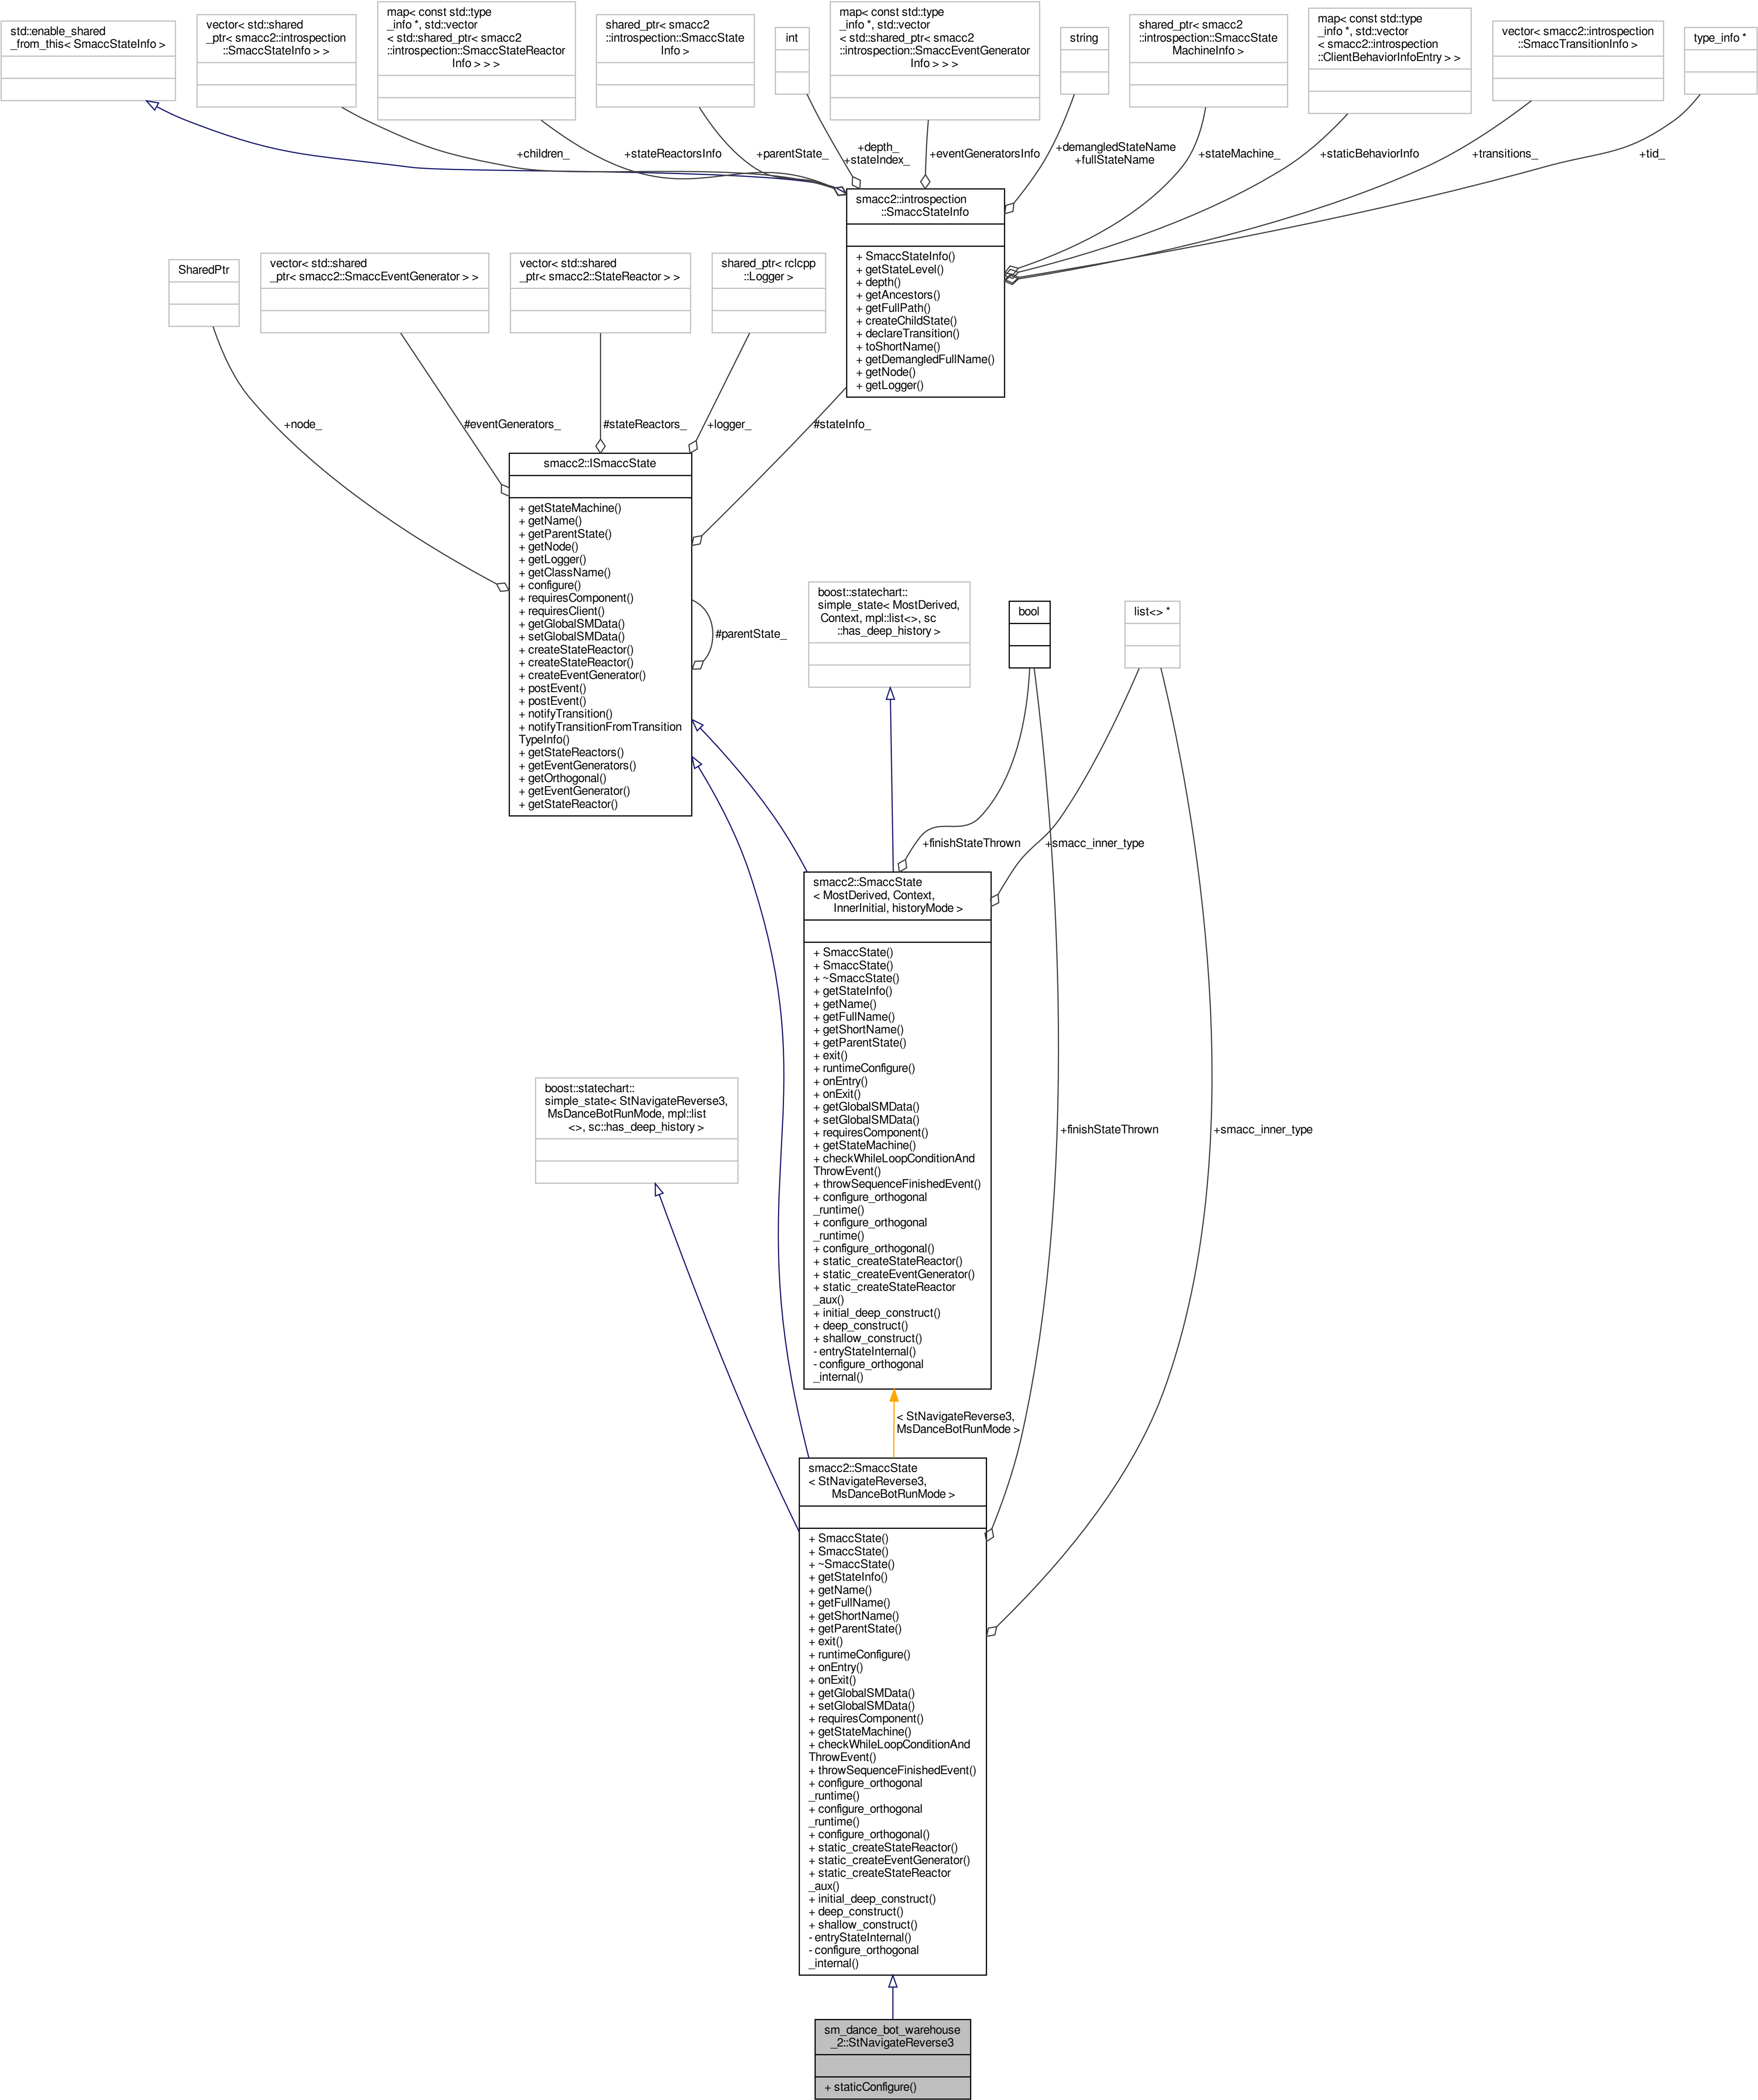 std::enable_shared
_from_this< SmaccStateInfo >
vector< std::shared
_ptr< smacc2::introspection
::SmaccStateInfo > >
map< const std::type
_info *, std::vector
< std::shared_ptr< smacc2
::introspection::SmaccStateReactor
Info > > >
shared_ptr< smacc2
::introspection::SmaccState
Info >
int
map< const std::type
_info *, std::vector
< std::shared_ptr< smacc2
::introspection::SmaccEventGenerator
Info > > >
string
shared_ptr< smacc2
::introspection::SmaccState
MachineInfo >
map< const std::type
_info *, std::vector
< smacc2::introspection
::ClientBehaviorInfoEntry > >
vector< smacc2::introspection
::SmaccTransitionInfo >
type_info *
+children_
+stateReactorsInfo
+parentState_
+depth_
+stateIndex_
+eventGeneratorsInfo
+demangledStateName
+fullStateName
+stateMachine_
+staticBehaviorInfo
+transitions_
+tid_
smacc2::introspection
::SmaccStateInfo
+ SmaccStateInfo()
+ getStateLevel()
+ depth()
+ getAncestors()
+ getFullPath()
+ createChildState()
+ declareTransition()
+ toShortName()
+ getDemangledFullName()
+ getNode()
+ getLogger()
SharedPtr
vector< std::shared
_ptr< smacc2::SmaccEventGenerator > >
vector< std::shared
_ptr< smacc2::StateReactor > >
shared_ptr< rclcpp
::Logger >
+node_
#eventGenerators_
#stateReactors_
+logger_
#stateInfo_
smacc2::ISmaccState
+ getStateMachine()
+ getName()
+ getParentState()
+ getNode()
+ getLogger()
+ getClassName()
+ configure()
+ requiresComponent()
+ requiresClient()
+ getGlobalSMData()
+ setGlobalSMData()
+ createStateReactor()
+ createStateReactor()
+ createEventGenerator()
+ postEvent()
+ postEvent()
+ notifyTransition()
+ notifyTransitionFromTransition
TypeInfo()
+ getStateReactors()
+ getEventGenerators()
+ getOrthogonal()
+ getEventGenerator()
+ getStateReactor()
#parentState_
boost::statechart::
simple_state< MostDerived,
Context, mpl::list<>, sc
::has_deep_history >
bool
list<> *
+finishStateThrown
+smacc_inner_type
smacc2::SmaccState
< MostDerived, Context,
InnerInitial, historyMode >
+ SmaccState()
+ SmaccState()
+ ~SmaccState()
+ getStateInfo()
+ getName()
+ getFullName()
+ getShortName()
+ getParentState()
+ exit()
+ runtimeConfigure()
+ onEntry()
+ onExit()
+ getGlobalSMData()
+ setGlobalSMData()
+ requiresComponent()
+ getStateMachine()
+ checkWhileLoopConditionAnd
ThrowEvent()
+ throwSequenceFinishedEvent()
+ configure_orthogonal
_runtime()
+ configure_orthogonal
_runtime()
+ configure_orthogonal()
+ static_createStateReactor()
+ static_createEventGenerator()
+ static_createStateReactor
_aux()
+ initial_deep_construct()
+ deep_construct()
+ shallow_construct()
- entryStateInternal()
- configure_orthogonal
_internal()
boost::statechart::
simple_state< StNavigateReverse3,
MsDanceBotRunMode, mpl::list
<>, sc::has_deep_history >
+finishStateThrown
+smacc_inner_type
< StNavigateReverse3,
MsDanceBotRunMode >
smacc2::SmaccState
< StNavigateReverse3,
MsDanceBotRunMode >
+ SmaccState()
+ SmaccState()
+ ~SmaccState()
+ getStateInfo()
+ getName()
+ getFullName()
+ getShortName()
+ getParentState()
+ exit()
+ runtimeConfigure()
+ onEntry()
+ onExit()
+ getGlobalSMData()
+ setGlobalSMData()
+ requiresComponent()
+ getStateMachine()
+ checkWhileLoopConditionAnd
ThrowEvent()
+ throwSequenceFinishedEvent()
+ configure_orthogonal
_runtime()
+ configure_orthogonal
_runtime()
+ configure_orthogonal()
+ static_createStateReactor()
+ static_createEventGenerator()
+ static_createStateReactor
_aux()
+ initial_deep_construct()
+ deep_construct()
+ shallow_construct()
- entryStateInternal()
- configure_orthogonal
_internal()
sm_dance_bot_warehouse
_2::StNavigateReverse3
+ staticConfigure()